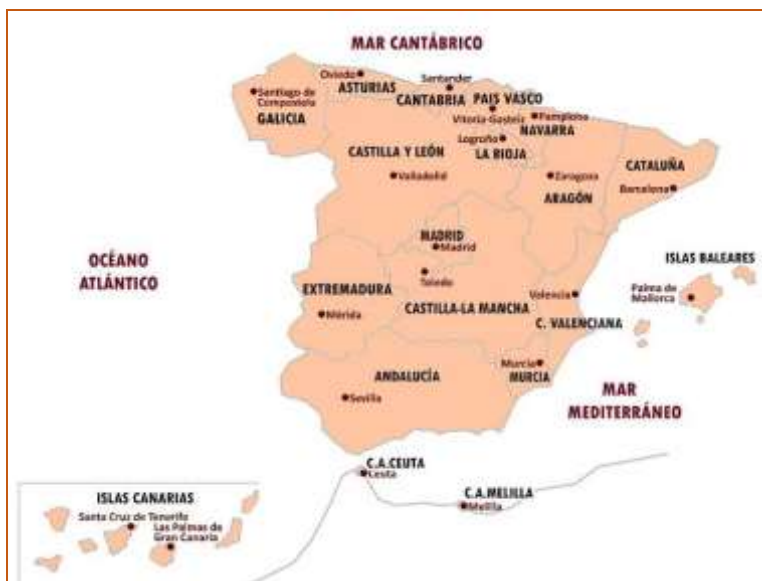 MAR CANTÁBRICO
Oviedo
ASTURIAS
Santander
CANTABRIA
PAIS VASCO
Vitoria-Gasteiz
Pamplona
NAVARRA
Santiago de
Compostela
GALICIA
Logroño
LA RIOJA
CASTILLA Y LEÓN
Valladolid
Zaragoza
ARAGÓN
CATALUÑA
Barcelona
MADRID
Madrid
Toledo
OCÉANO
ATLÁNTICO
ISLAS BALEARES
Palma de
Mallorca
EXTREMADURA
Mérida
CASTILLA-LA MANCHA
Valencia
C. VALENCIANA
ANDALUCÍA
Sevilla
Murcia
MURCIA
MAR
MEDITERRÁNEO
C.A.CEUTA
Ceuta
C.A.MELILLA
Melilla
ISLAS CANARIAS
Santa Cruz de Tenerife
Las Palmas de
Gran Canaria